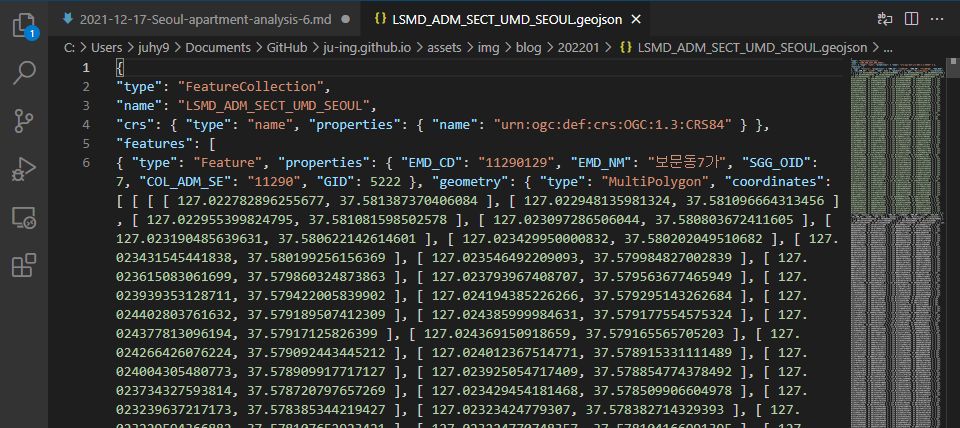 2021-12-17-Seoul-apartment-analysis-6.md
LSMD_ADM_SECT_UMD_SEOUL.geojson
C: > Users > juhy9 > Documents > GitHub > ju-ing.github.io > assets > img > blog > 202201 > {} LSMD_ADM_SECT_UMD_SEOUL.geojson > ...
1
1 {
2 "type": "FeatureCollection",
3 "name": "LSMD_ADM_SECT_UMD_SEOUL",
4 "crs": { "type": "name", "properties": { "name": "urn:ogc:def:crs:OGC:1.3:CRS84" } },
5 "features": [
6 { "type": "Feature", "properties": { "EMD_CD": "11290129", "EMD_NM": "보문동7가", "SGG_OID":
7, "COL_ADM_SE": "11290", "GID": 5222 }, "geometry": { "type": "MultiPolygon", "coordinates":
[ [ [ [ 127.022782896255677, 37.581387370406084 ], [ 127.022948135981324, 37.581096664313456 ]
, [ 127.022955399824795, 37.581081598502578 ], [ 127.023097286506044, 37.580803672411605 ], [
127.023190485639631, 37.580622142614601 ], [ 127.023429950000832, 37.580202049510682 ], [ 127.
023431545441838, 37.580199256156369 ], [ 127.023546492209093, 37.579984827002839 ], [ 127.
023615083061699, 37.579860324873863 ], [ 127.023793967408707, 37.579563677465949 ], [ 127.
023939353128711, 37.579422005839902 ], [ 127.024194385226266, 37.579295143262684 ], [ 127.
024402803761632, 37.579189507412309 ], [ 127.024385999984631, 37.579177554575324 ], [ 127.
024377813096194, 37.57917125826399 ], [ 127.024369150918659, 37.579165565705203 ], [ 127.
024266426076224, 37.579092443445212 ], [ 127.024012367514771, 37.578915331111489 ], [ 127.
024004305480773, 37.578909917717127 ], [ 127.023925054717409, 37.578854774378492 ], [ 127.
023734327593814, 37.578720797657269 ], [ 127.023429454181468, 37.578509906604978 ], [ 127.
023239637217173, 37.578385344219427 ], [ 127.02323424779307, 37.578382714329393 ], [ 127.